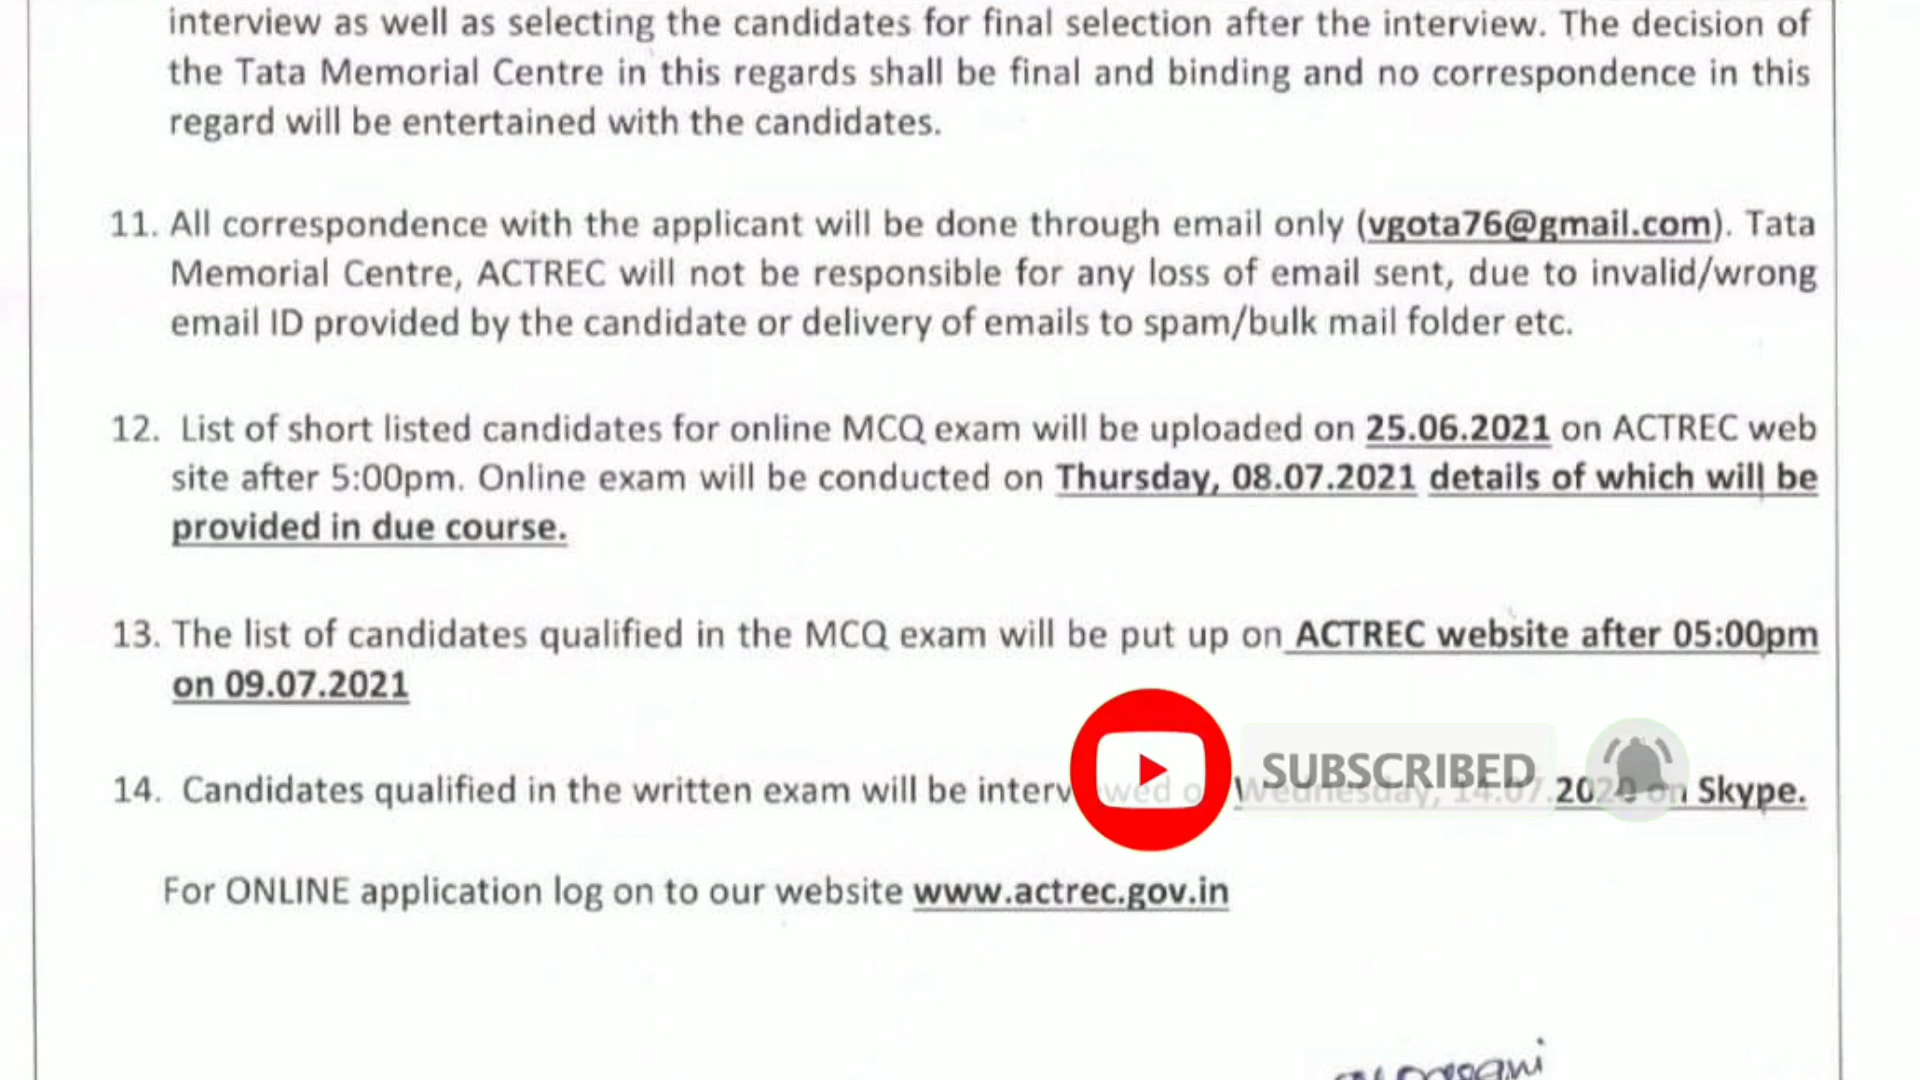 interview as well as selecting the candidates for final selection after the interview. The decision of
the Tata Memorial Centre in this regards shall be final and binding and no correspondence in this
regard will be entertained with the candidates.
11. All correspondence with the applicant will be done through email only (vgota76@gmail.com). Tata
Memorial Centre, ACTREC will not be responsible for any loss of email sent, due to invalid/wrong
email ID provided by the candidate or delivery of emails to spam/bulk mail folder etc.
12. List of short listed candidates for online MCQ exam will be uploaded on 25.06.2021 on ACTREC web
site after 5:00pm. Online exam will be conducted on Thursday, 08.07.2021 details of which will be
provided in due course.
13. The list of candidates qualified in the MCQ exam will be put up on ACTREC website after 05:00pm
on 09.07.2021
14. Candidates qualified in the written exam will be interviewed on Wednesday, 14.07.2020 on Skype.
SUBSCRIBED
For ONLINE application log on to our website www.actrec.gov.in